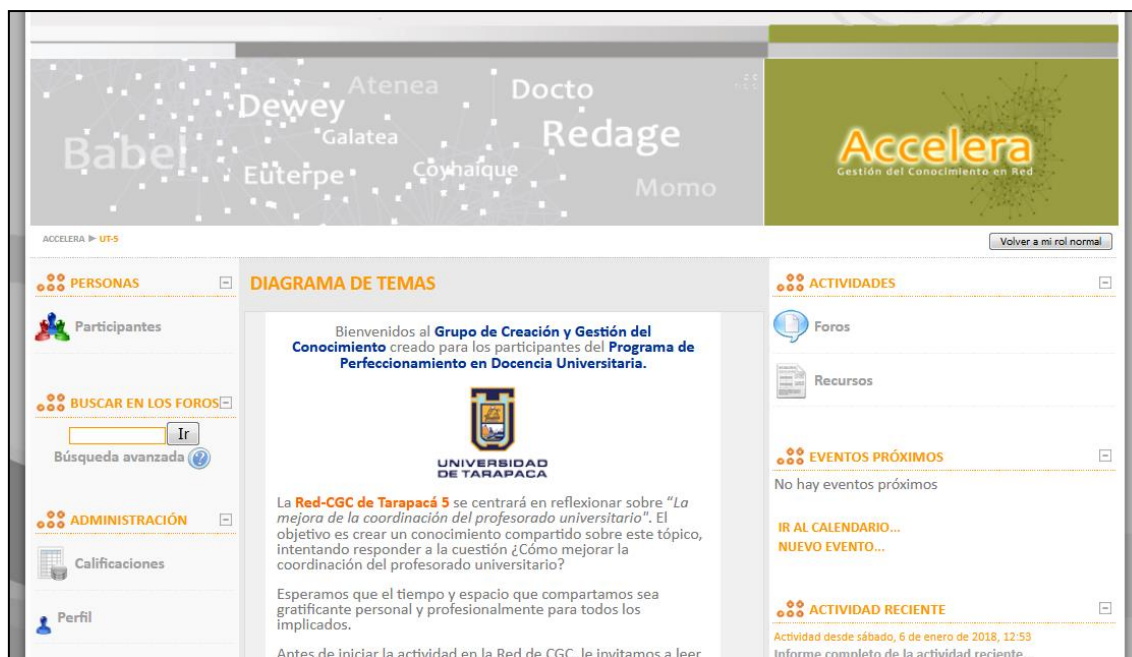 Atenea
Docto
Dewey
Galatea
Redage
Babel
Euterpe
Coyhaique
Momo
Accelera
Gestión del Conocimiento en Red
ACCELERA ► UT-5
Volver a mi rol normal
PERSONAS
Participantes
BUSCAR EN LOS FOROS
Ir
Búsqueda avanzada
ADMINISTRACIÓN
Calificaciones
Perfil
DIAGRAMA DE TEMAS
Bienvenidos al Grupo de Creación y Gestión del
Conocimiento creado para los participantes del Programa de
Perfeccionamiento en Docencia Universitaria.
UNIVERSIDAD
DE TARAPACA
La Red-CGC de Tarapacá 5 se centrará en reflexionar sobre "La
mejora de la coordinación del profesorado universitario". El
objetivo es crear un conocimiento compartido sobre este tópico,
intentando responder a la cuestión ¿Cómo mejorar la
coordinación del profesorado universitario?
Esperamos que el tiempo y espacio que compartamos sea
gratificante personal y profesionalmente para todos los
implicados.
Antes de iniciar la actividad en la Red de CGC, le invitamos a leer
ACTIVIDADES
Foros
Recursos
EVENTOS PRÓXIMOS
No hay eventos próximos
IR AL CALENDARIO...
NUEVO EVENTO...
ACTIVIDAD RECIENTE
Actividad desde sábado, 6 de enero de 2018, 12:53
Informe completo de la actividad reciente...